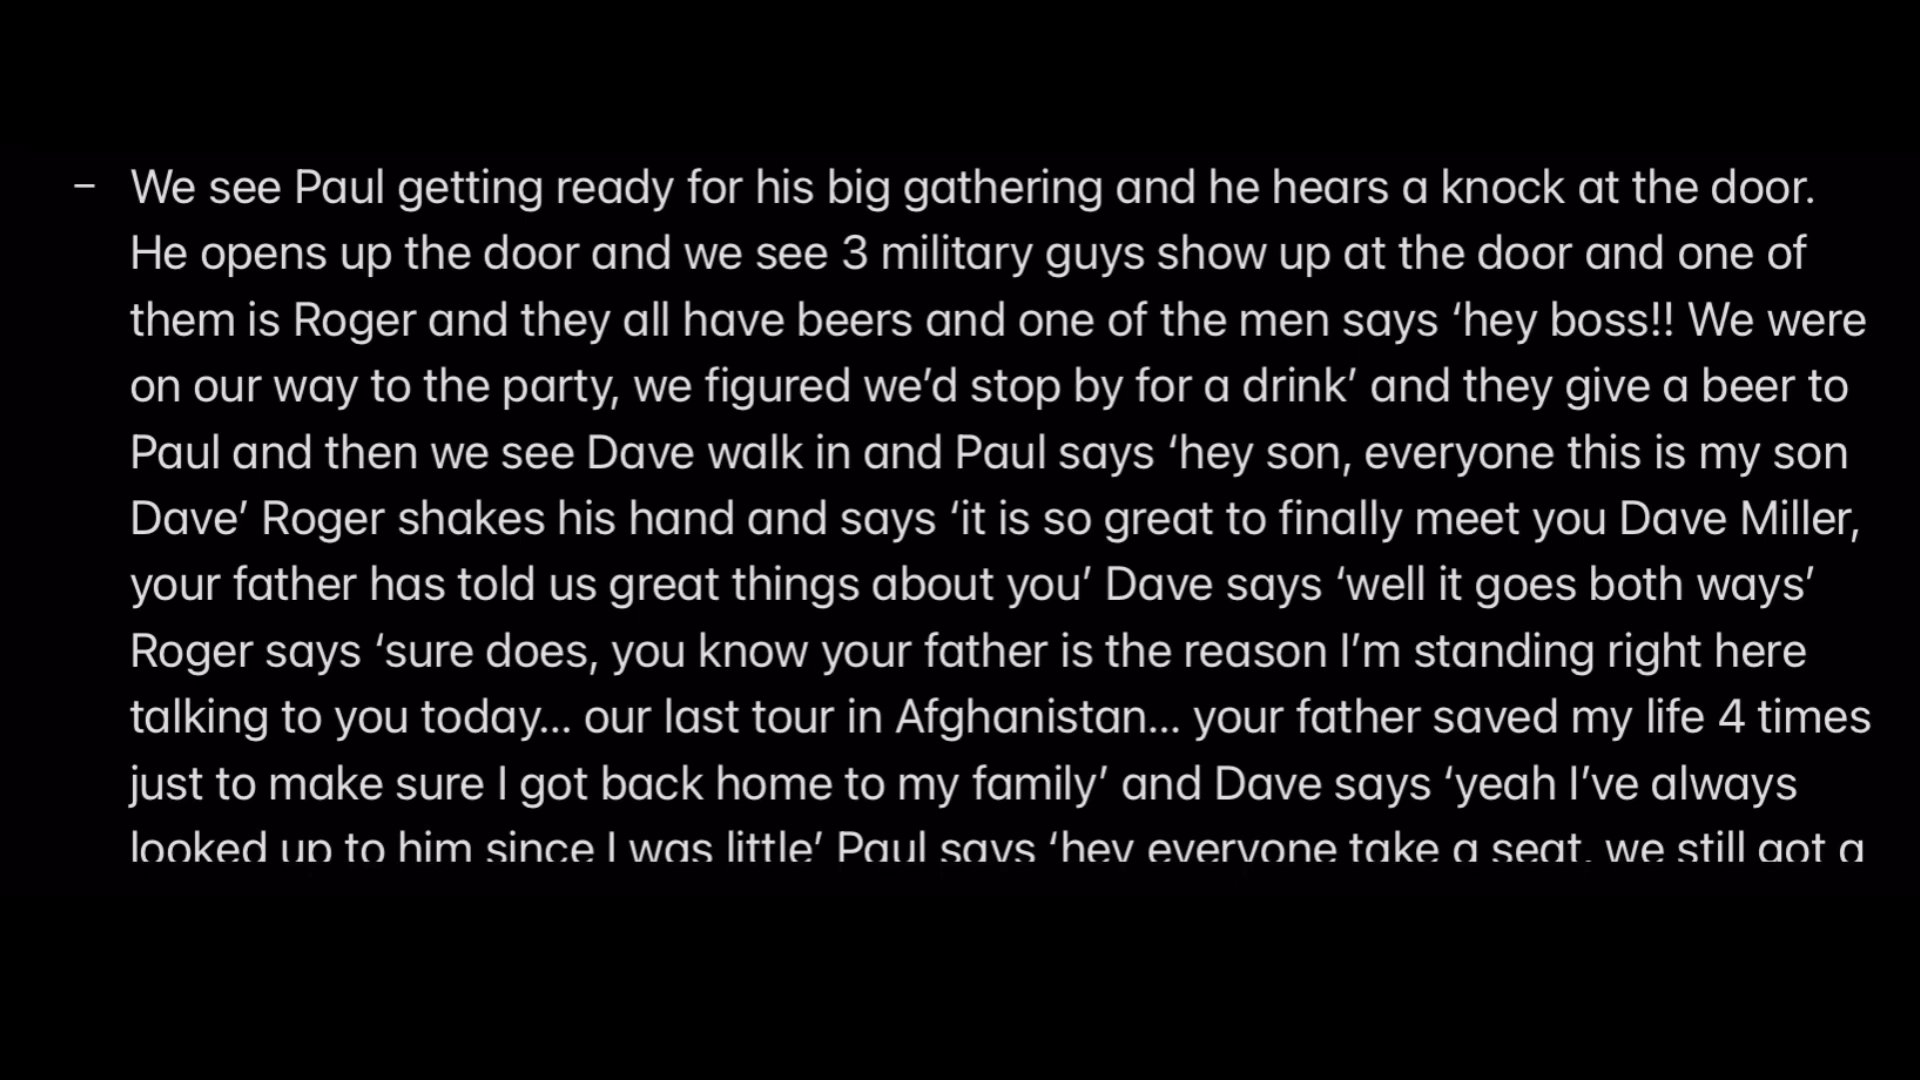 – We see Paul getting ready for his big gathering and he hears a knock at the door.
He opens up the door and we see 3 military guys show up at the door and one of
them is Roger and they all have beers and one of the men says ‘hey boss!! We were
on our way to the party, we figured we’d stop by for a drink’ and they give a beer to
Paul and then we see Dave walk in and Paul says ‘hey son, everyone this is my son
Dave’ Roger shakes his hand and says ‘it is so great to finally meet you Dave Miller,
your father has told us great things about you’ Dave says ‘well it goes both ways’
Roger says ‘sure does, you know your father is the reason I’m standing right here
talking to you today... our last tour in Afghanistan... your father saved my life 4 times
just to make sure I got back home to my family’ and Dave says ‘yeah I’ve always
looked up to him since I was little’ Paul says ‘hey everyone take a seat, we still got a